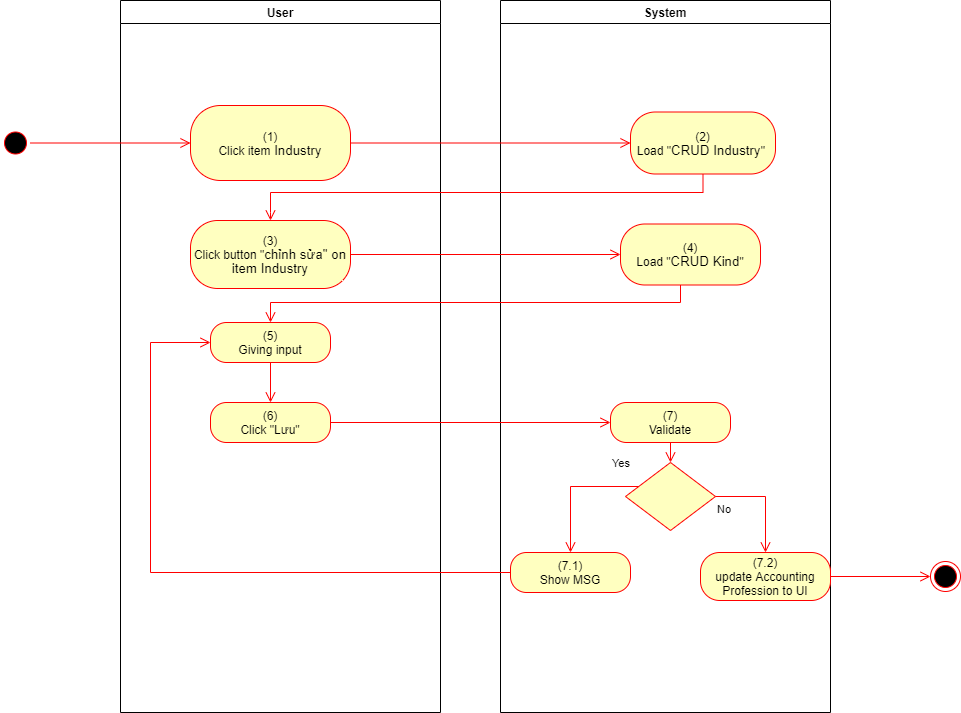 User
System
(1)
Click item Industry
(2)
Load "CRUD Industry"
(3)
Click button "chỉnh sửa" on
item Industry
(4)
Load "CRUD Kind"
(5)
Giving input
(6)
Click "Lưu"
(7)
Validate
Yes
No
(7.1)
Show MSG
(7.2)
update Accounting
Profession to UI